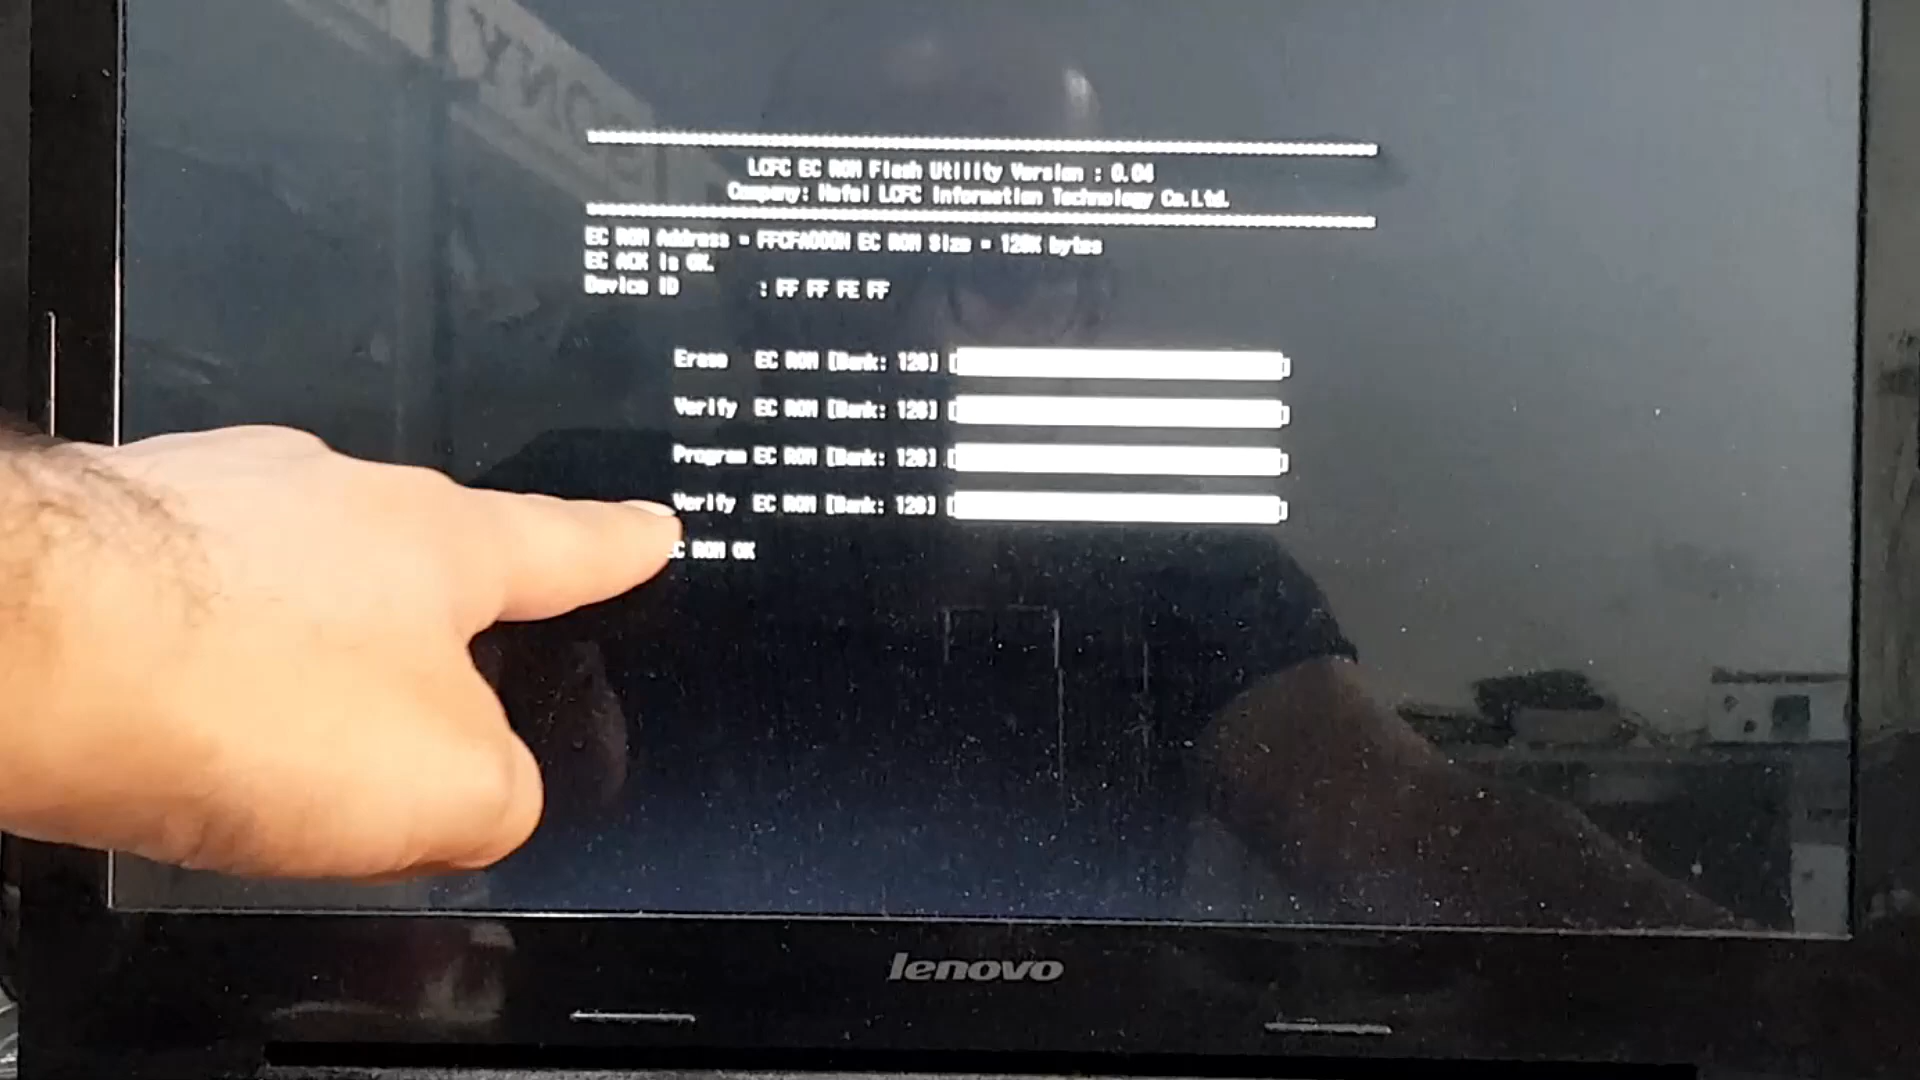 LCFC EC ROM Flash Utility Version : 0.04
Company: Hefei LCFC Information Technology Co.Ltd.
EC ROM Address = FFCFA000H EC ROM Size = 128K bytes
EC ACK is OK.
Device ID : FF FF FE FF
Erase EC ROM [Bank: 128] [
Verify EC ROM [Bank: 128] [
Program EC ROM [Bank: 128] [
Verify EC ROM [Bank: 128] [
EC ROM OK
lenovo